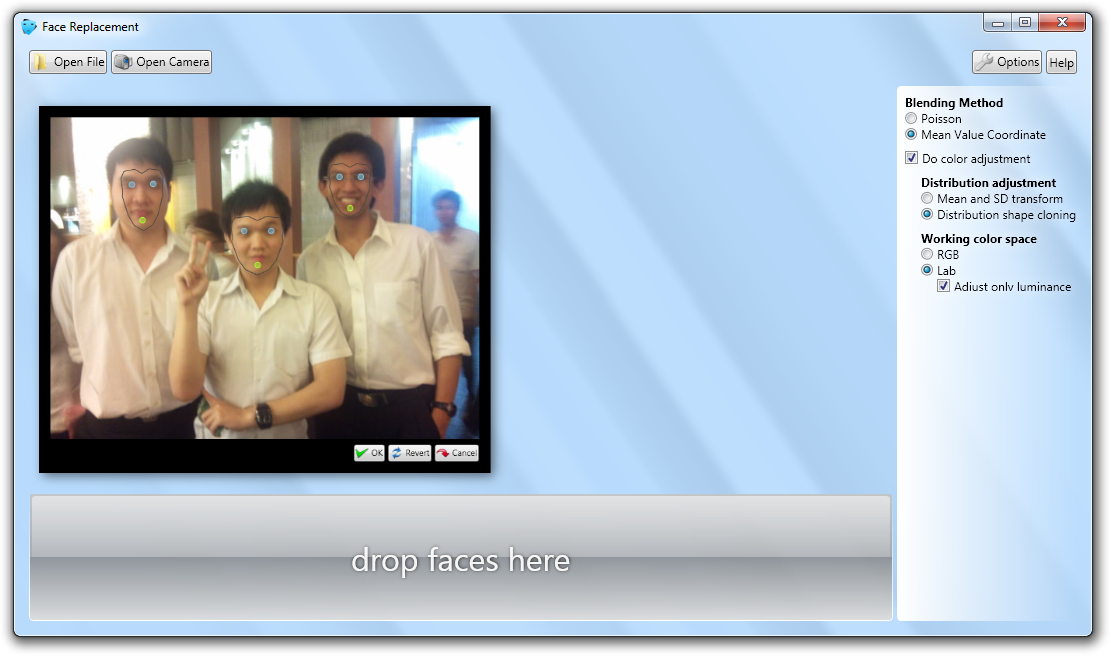 Face Replacement
Open File
Open Camera
Options
Help
Blending Method
Poisson
Mean Value Coordinate
Do color adjustment
Distribution adjustment
Mean and SD transform
Distribution shape cloning
Working color space
RGB
Lab
Adjust only luminance
OK
Revert
Cancel
drop faces here